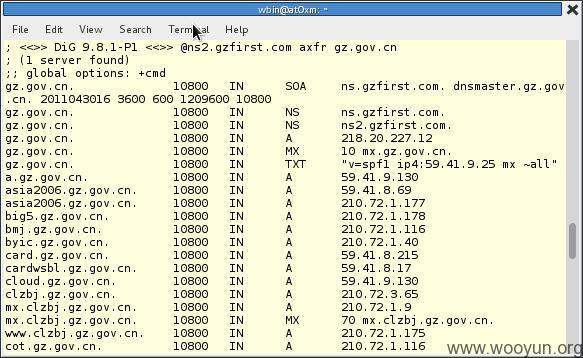 wbin@atOxm: ~
File Edit View Search Terminal Help
; <<>> DiG 9.8.1-P1 <<>> @ns2.gzfirst.com axfr gz.gov.cn
; (1 server found)
;; global options: +cmd
gz.gov.cn. 10800 IN SOA ns.gzfirst.com. dnsmaster.gz.gov
.cn. 2011043016 3600 600 1209600 10800
gz.gov.cn. 10800 IN NS ns.gzfirst.com.
gz.gov.cn. 10800 IN NS ns2.gzfirst.com.
gz.gov.cn. 10800 IN A 218.20.227.12
gz.gov.cn. 10800 IN MX 10 mx.gz.gov.cn.
gz.gov.cn. 10800 IN TXT "v=spf1 ip4:59.41.9.25 mx ~all"
a.gz.gov.cn. 10800 IN A 59.41.9.130
asia2006.gz.gov.cn. 10800 IN A 59.41.8.69
asia2006.gz.gov.cn. 10800 IN A 210.72.1.177
big5.gz.gov.cn. 10800 IN A 210.72.1.178
bmj.gz.gov.cn. 10800 IN A 210.72.1.116
byic.gz.gov.cn. 10800 IN A 210.72.1.40
card.gz.gov.cn. 10800 IN A 59.41.8.215
cardwsbl.gz.gov.cn. 10800 IN A 59.41.8.17
cloud.gz.gov.cn. 10800 IN A 59.41.9.130
clzbj.gz.gov.cn. 10800 IN A 210.72.3.65
mx.clzbj.gz.gov.cn. 10800 IN A 210.72.1.9
mx.clzbj.gz.gov.cn. 10800 IN MX 70 mx.clzbj.gz.gov.cn.
www.clzbj.gz.gov.cn. 10800 IN A 210.72.1.175
cot.gz.gov.cn. 10800 IN A 210.72.1.116
www.wooyun.org